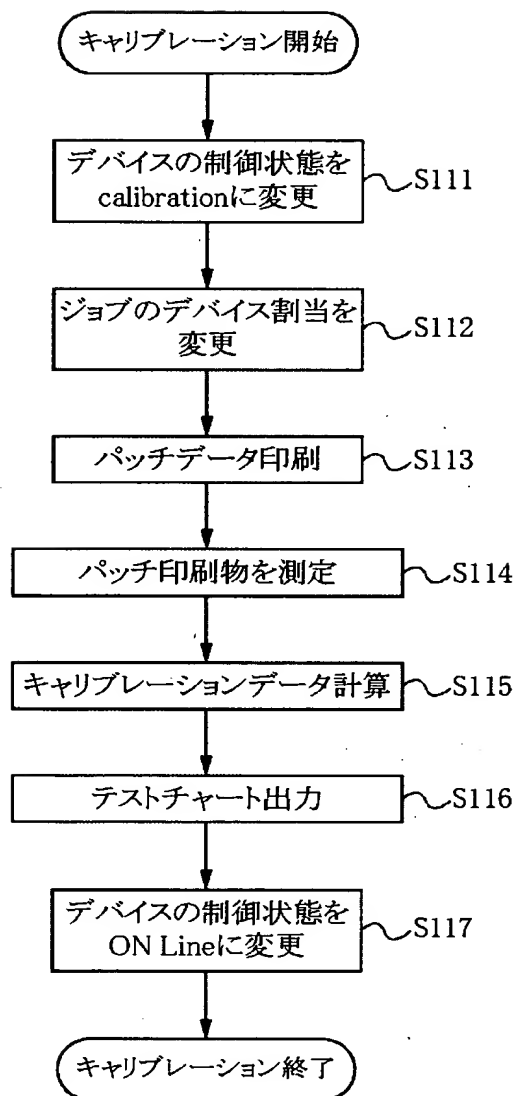 キャリブレーション開始
デバイスの制御状態を
calibrationに変更
S111
ジョブのデバイス割当を
変更
S112
パッチデータ印刷
S113
パッチ印刷物を測定
S114
キャリブレーションデータ計算
S115
テストチャート出力
S116
デバイスの制御状態を
ON Lineに変更
S117
キャリブレーション終了